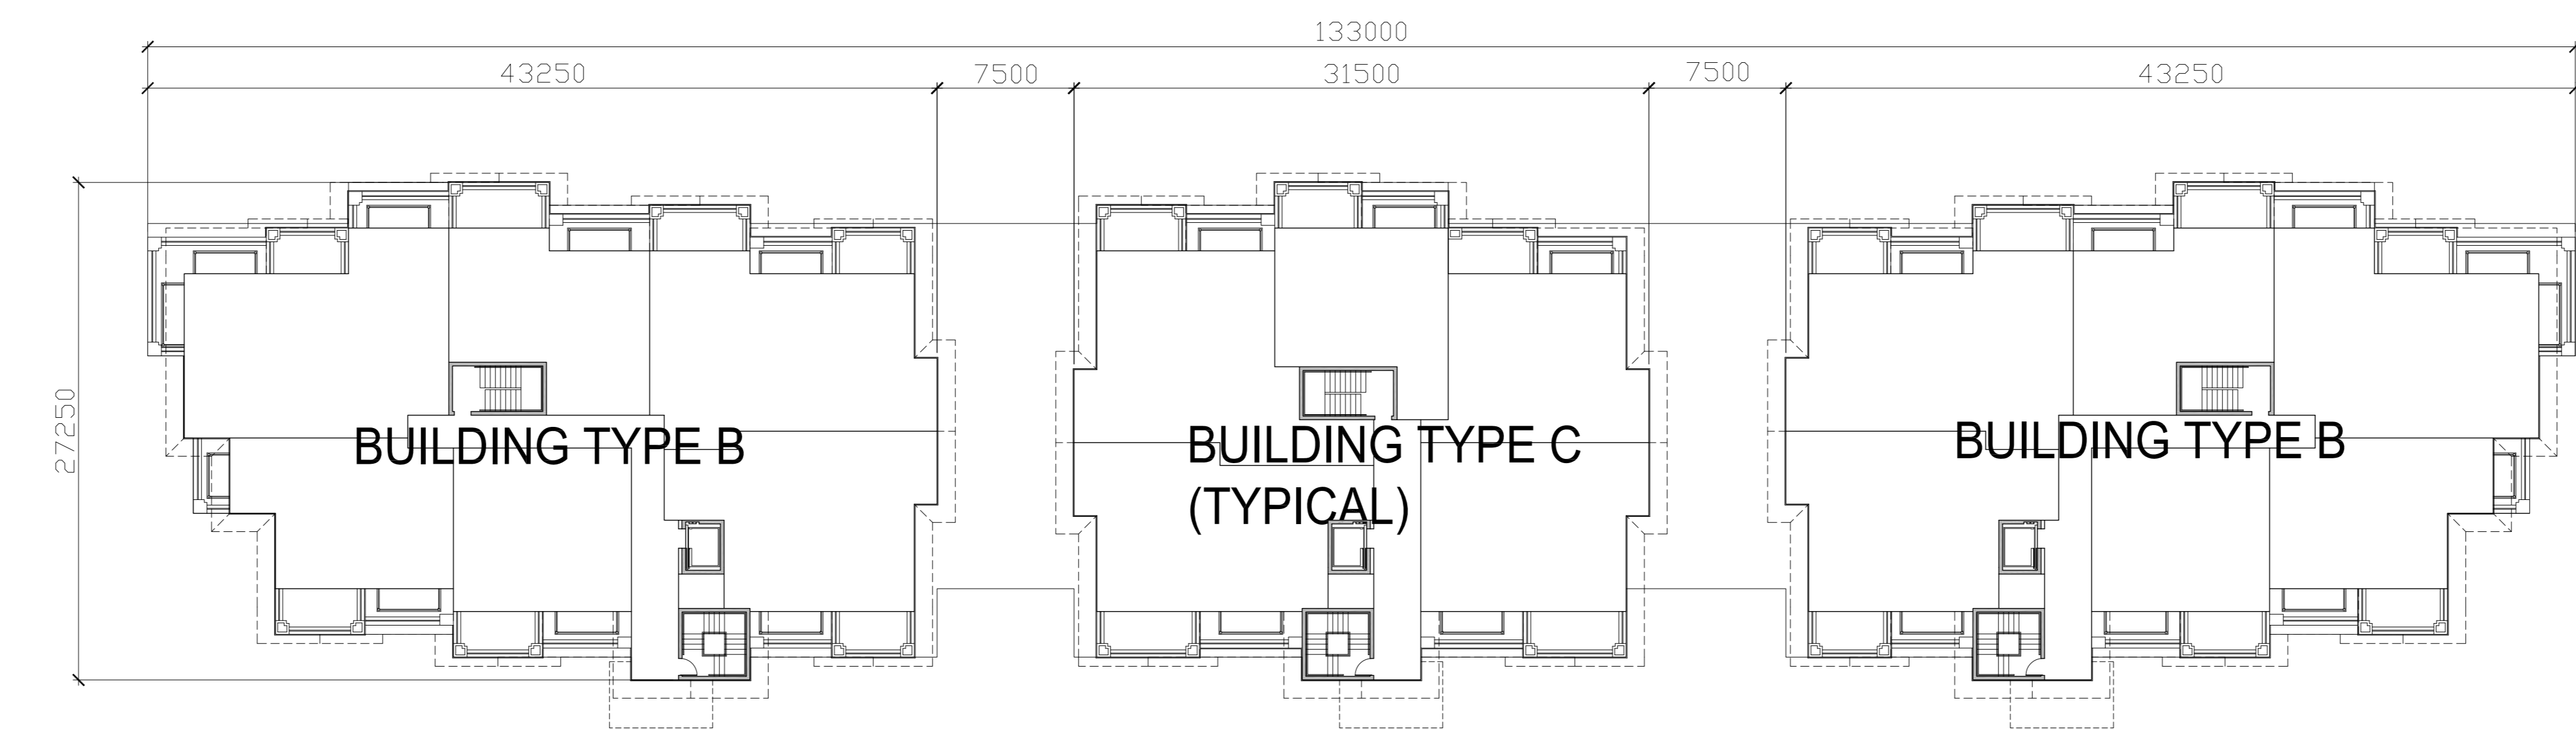 133000
43250
7500
31500
7500
43250
27250
BUILDING TYPE B
BUILDING TYPE C
(TYPICAL)
BUILDING TYPE B